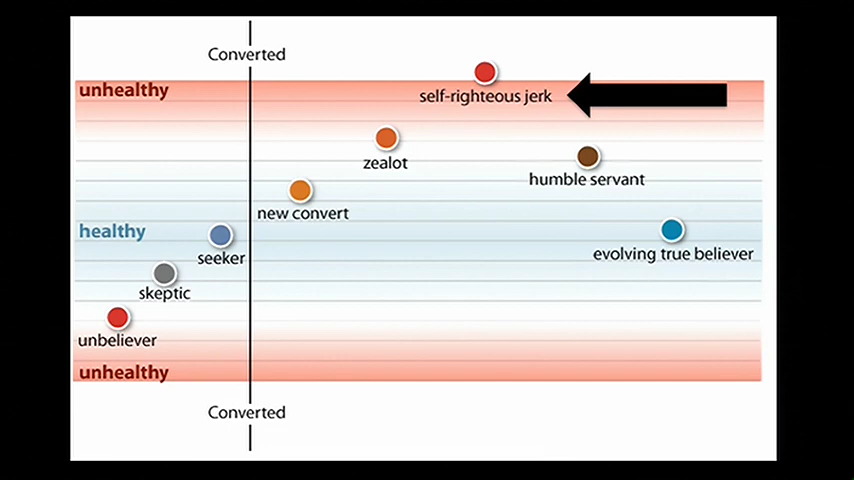 Converted
unhealthy
self-righteous jerk
zealot
humble servant
new convert
healthy
seeker
evolving true believer
skeptic
unbeliever
unhealthy
Converted